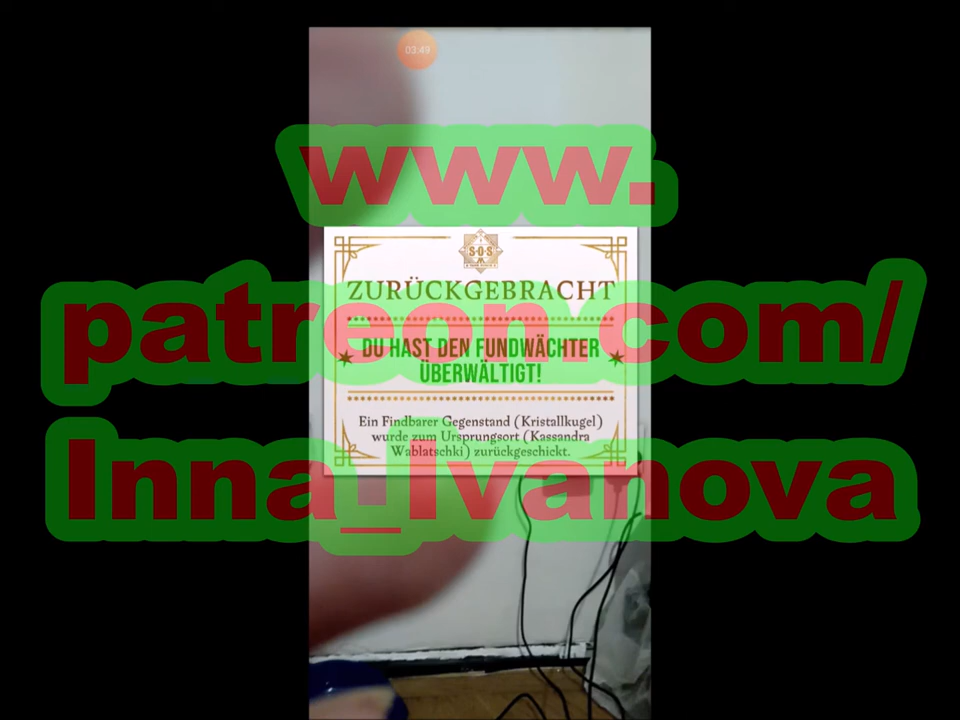 03:49
www.
patreon.com/
Inna_Ivanova
S·O·S
ZURÜCKGEBRACHT
DU HAST DEN FUNDWÄCHTER
ÜBERWÄLTIGT!
Ein Findbarer Gegenstand (Kristallkugel)
wurde zum Ursprungsort (Kassandra
Wablatschki) zurückgeschickt.